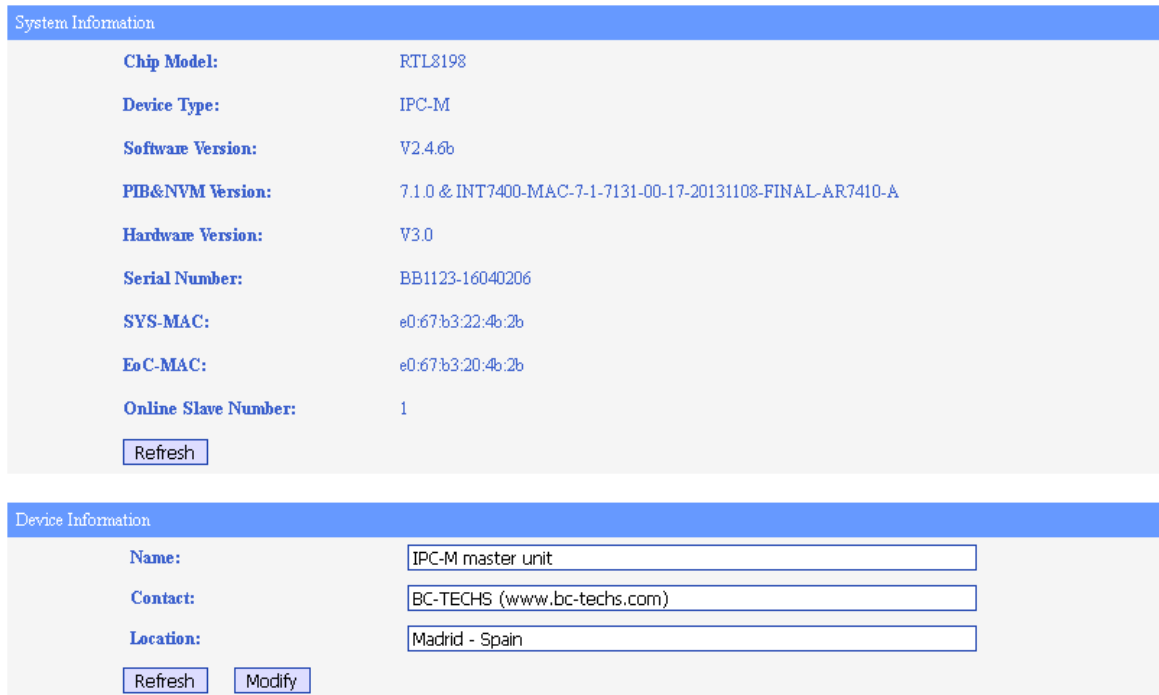 System Information
Chip Model: RTL8198
Device Type: IPC-M
Software Version: V2.4.6b
PIB&NVM Version: 7.1.0 & INT7400-MAC-7-1-7131-00-17-20131108-FINAL-AR7410-A
Hardware Version: V3.0
Serial Number: BB1123-16040206
SYS-MAC: e0:67:b3:22:4b:2b
EoC-MAC: e0:67:b3:20:4b:2b
Online Slave Number: 1
Refresh
Device Information
Name: IPC-M master unit
Contact: BC-TECHS (www.bc-techs.com)
Location: Madrid - Spain
Refresh Modify